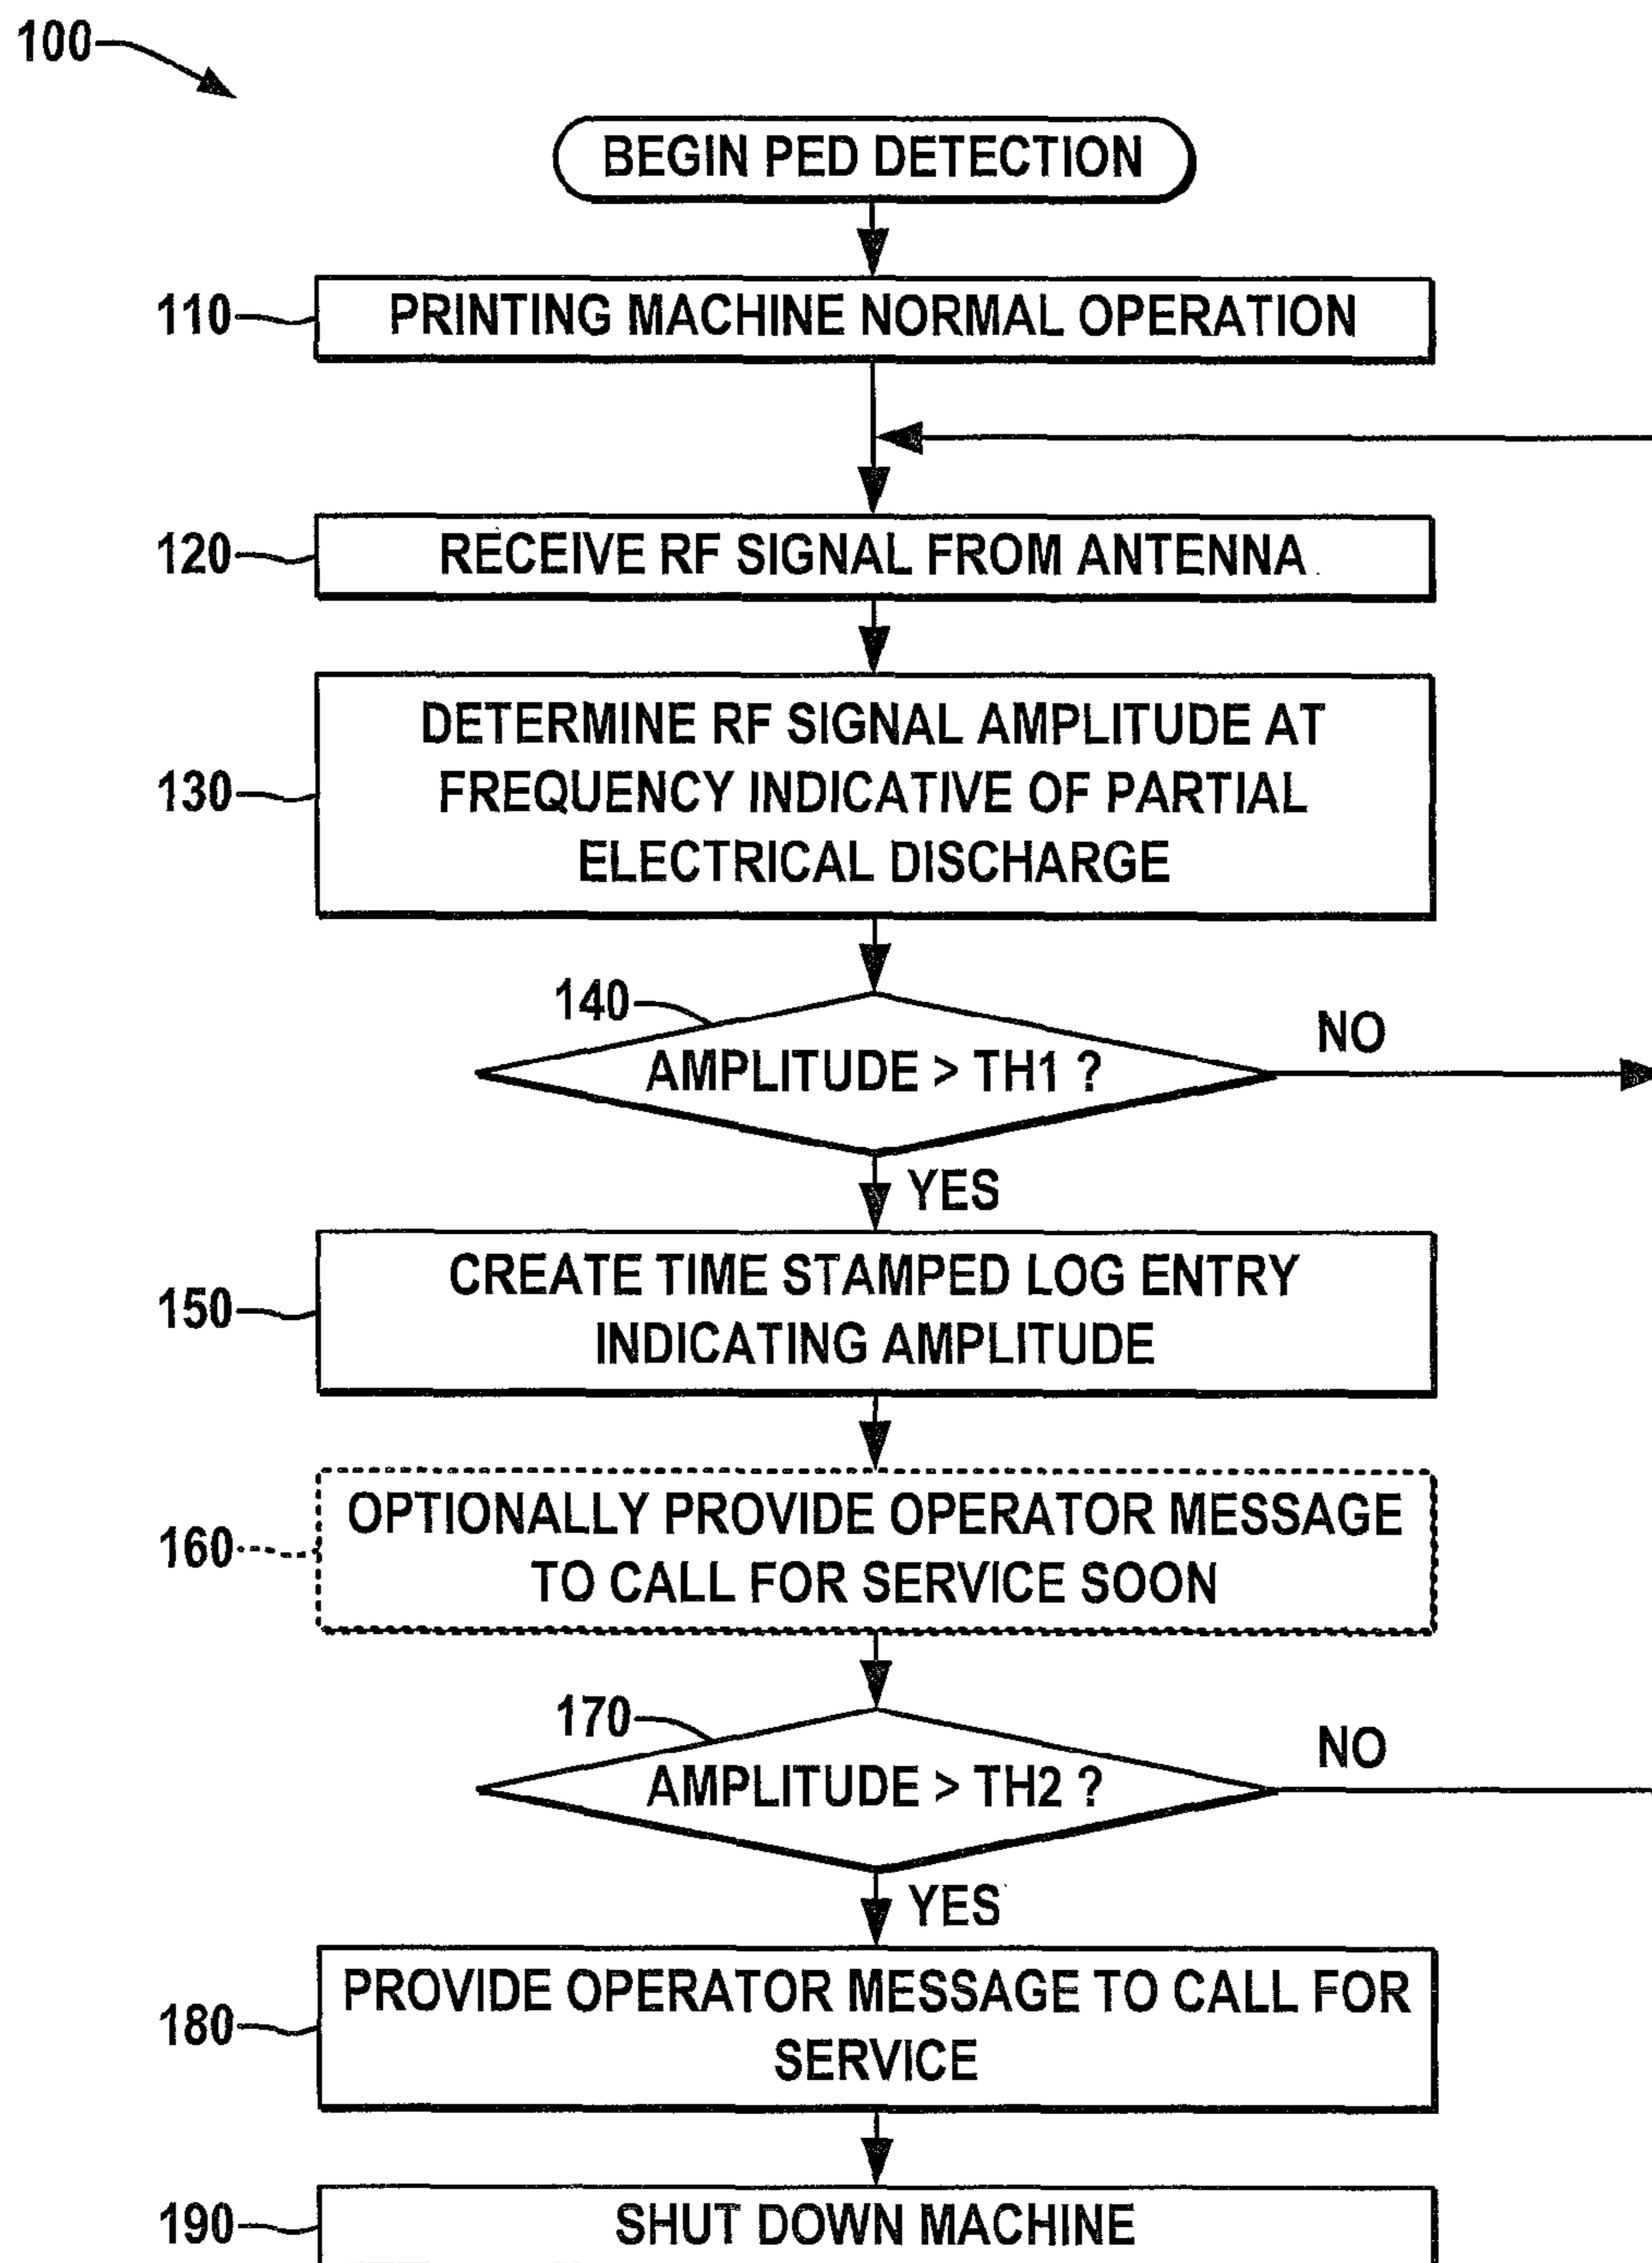 100
BEGIN PED DETECTION
110
PRINTING MACHINE NORMAL OPERATION
120
RECEIVE RF SIGNAL FROM ANTENNA
130
DETERMINE RF SIGNAL AMPLITUDE AT
FREQUENCY INDICATIVE OF PARTIAL
ELECTRICAL DISCHARGE
140
AMPLITUDE > TH1 ?
NO
YES
150
CREATE TIME STAMPED LOG ENTRY
INDICATING AMPLITUDE
160
OPTIONALLY PROVIDE OPERATOR MESSAGE
TO CALL FOR SERVICE SOON
170
AMPLITUDE > TH2 ?
NO
YES
180
PROVIDE OPERATOR MESSAGE TO CALL FOR
SERVICE
190
SHUT DOWN MACHINE